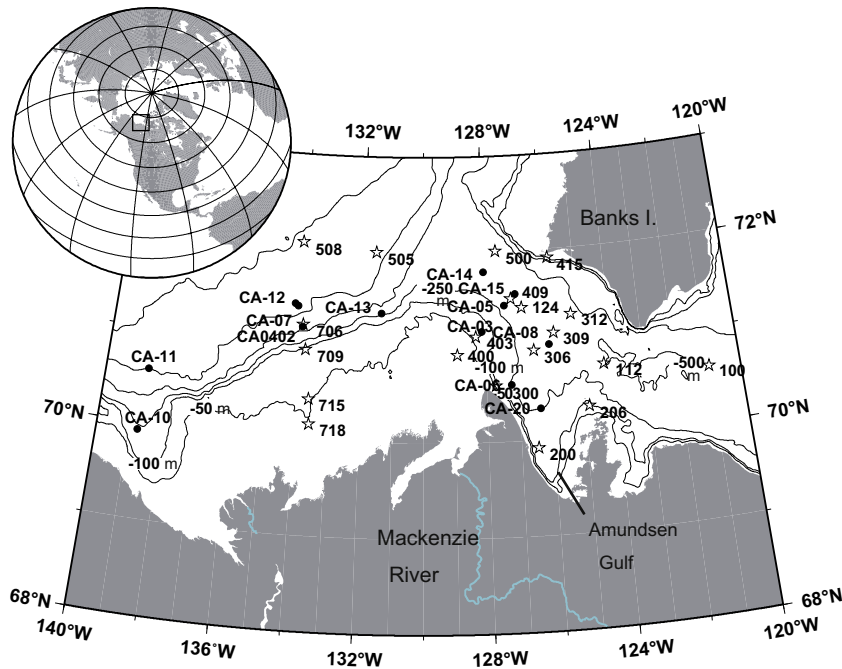 120°W
132°W
128°W
124°W
Banks I.
72°N
508
505
500
415
CA-14
-250
m
CA-15
409
CA-12
CA-13
CA-05
124
CA-07
706
CA0402
CA-03
CA-08
312
403
309
709
400
306
CA-11
-100 m
112
-500
m
100
CA-06
50300
715
-50 m
CA-20
206
70°N
70°N
CA-10
718
-100 m
200
Mackenzie
River
Amundsen
Gulf
68°N
68°N
140°W
136°W
132°W
128°W
124°W
120°W